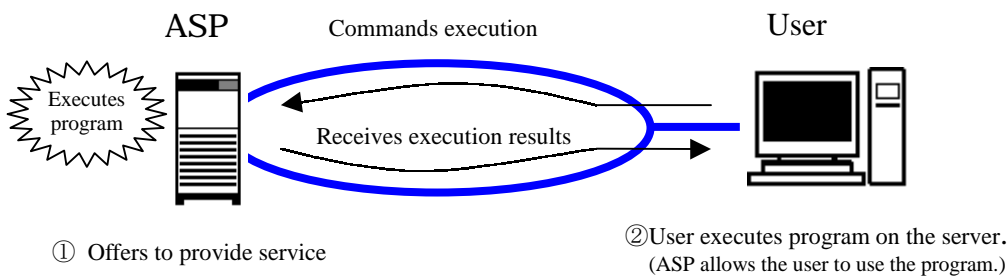 ASP
Commands execution
User
Executes
program
Receives execution results
① Offers to provide service
②User executes program on the server.
(ASP allows the user to use the program.)